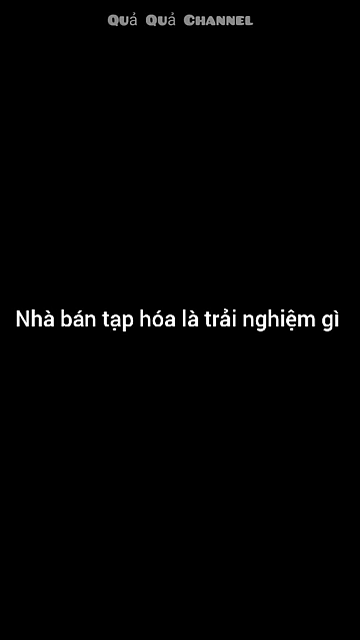 Quả Quả Channel
Nhà bán tạp hóa là trải nghiệm gì